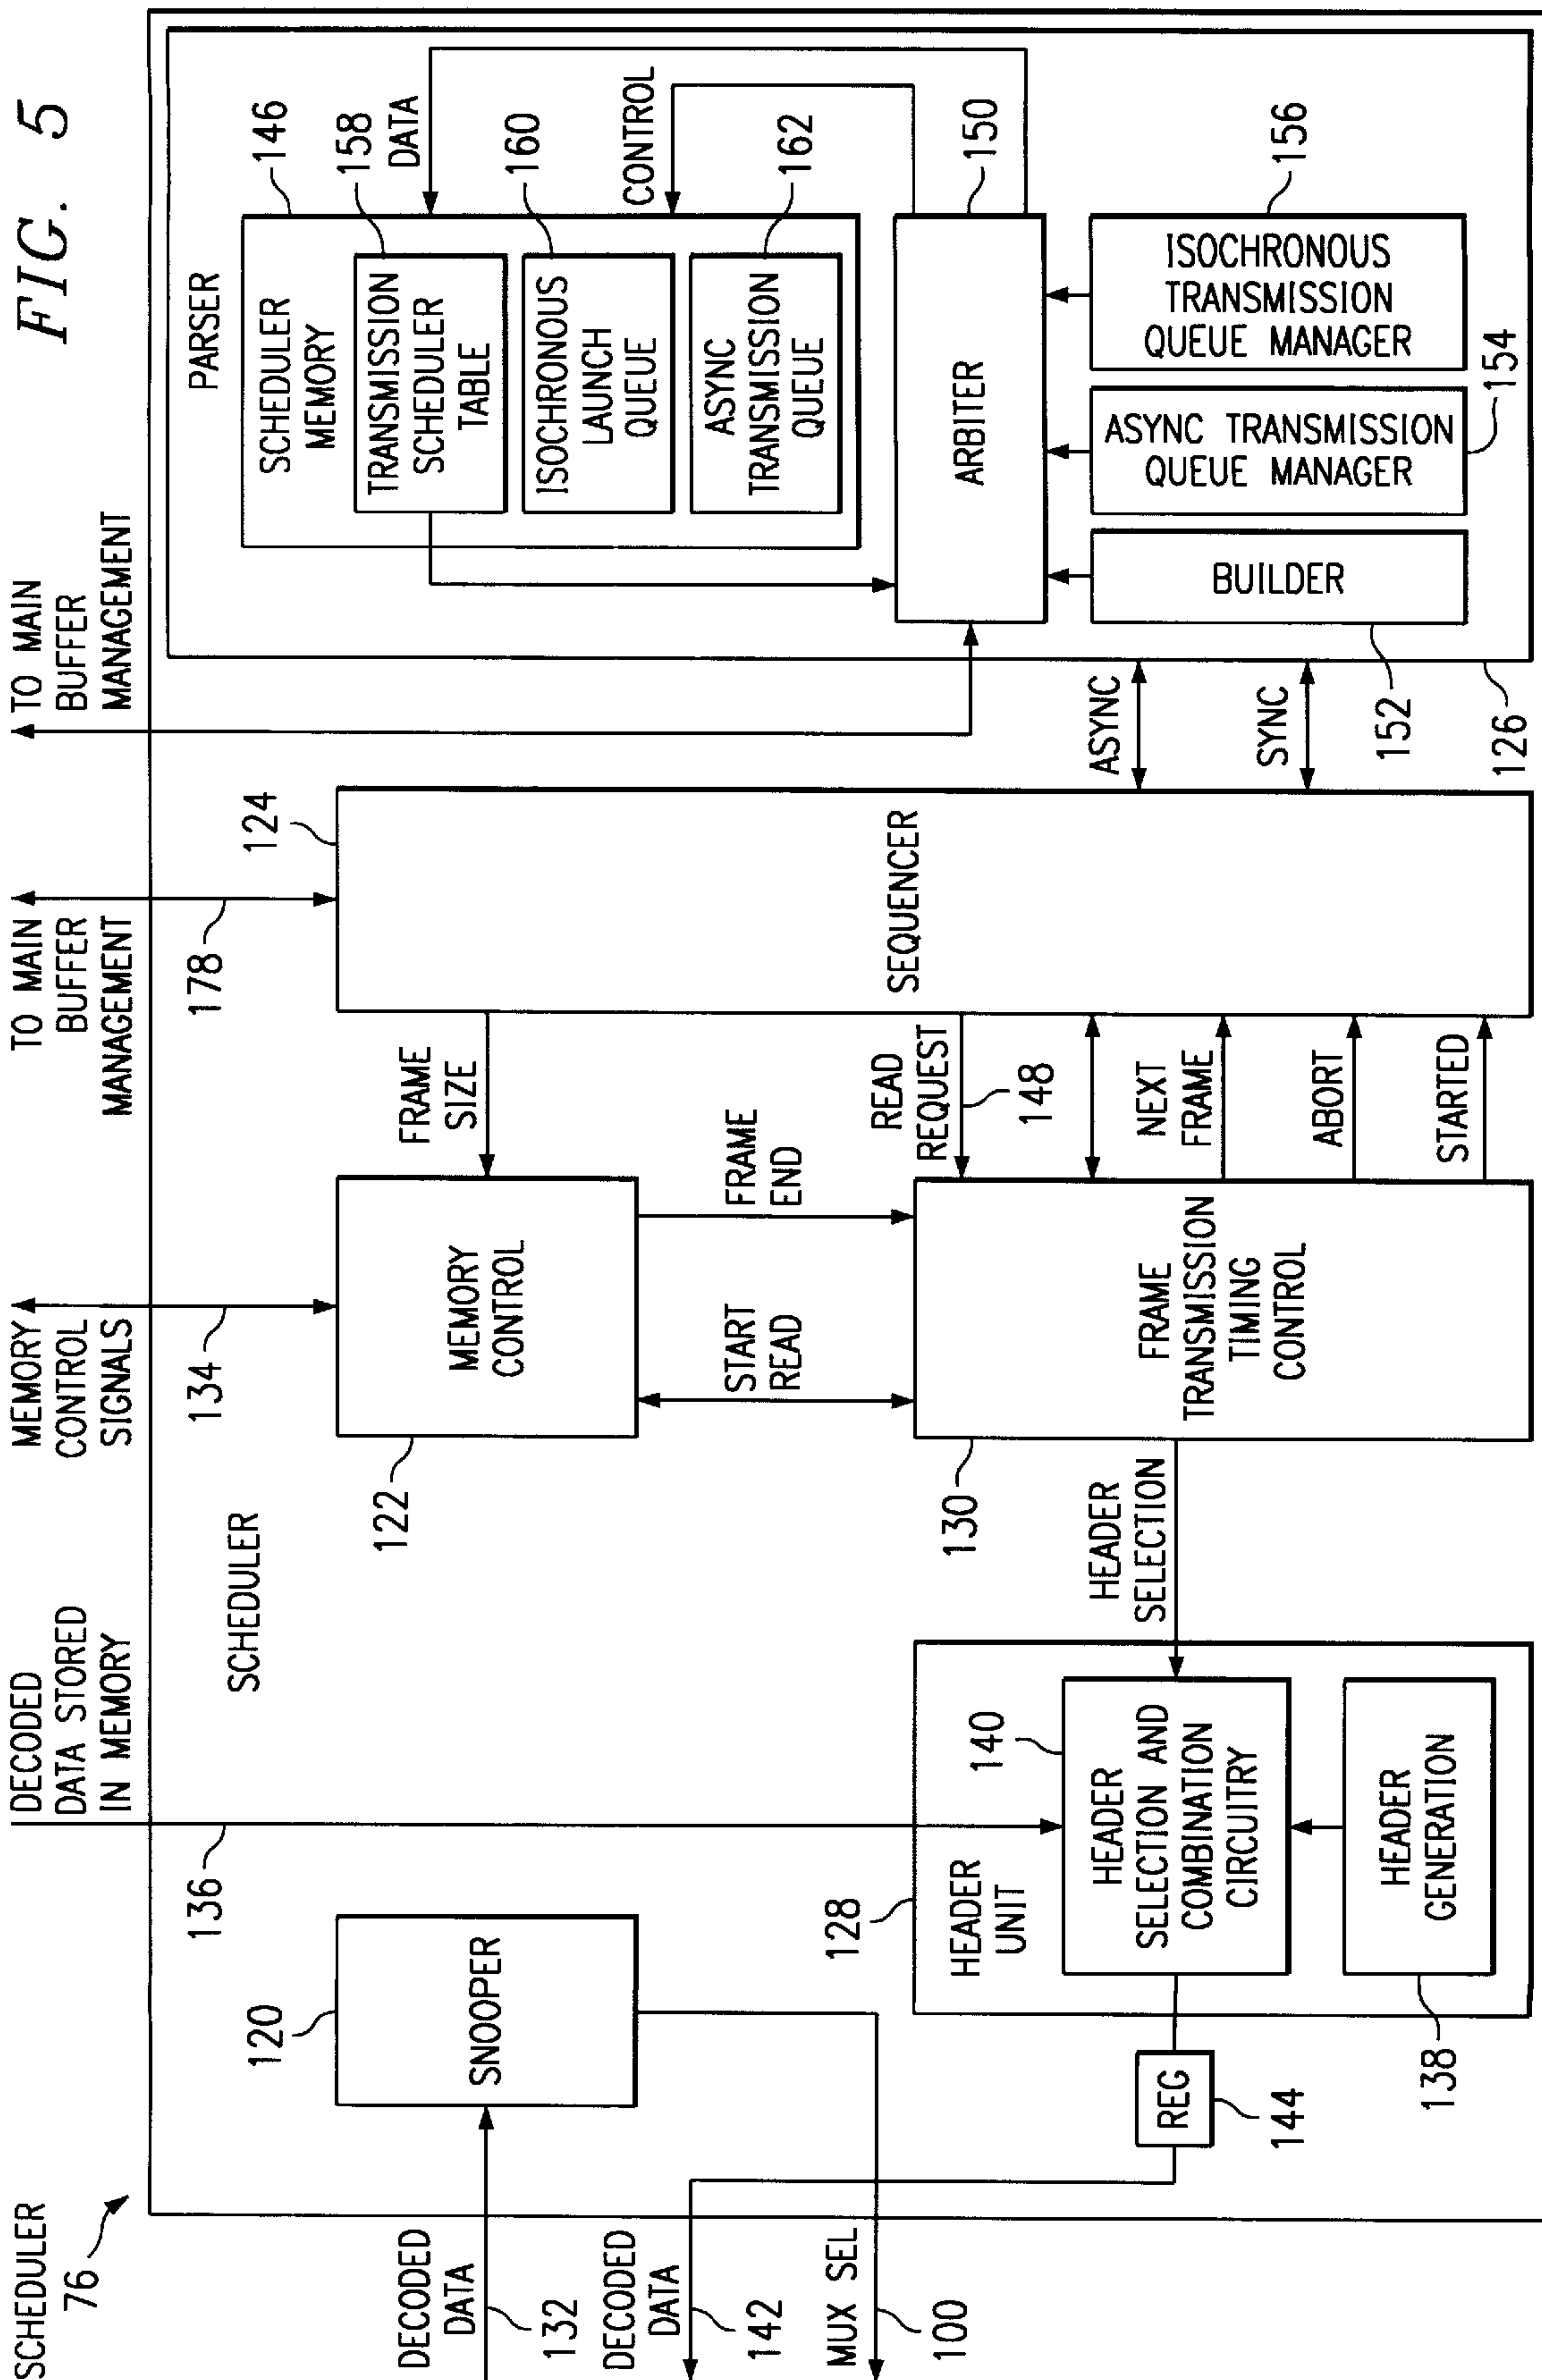 FIG. 5
SCHEDULER
76
DECODED
DATA STORED
IN MEMORY
136
MEMORY
CONTROL
SIGNALS
134
TO MAIN
BUFFER
MANAGEMENT
178
TO MAIN
BUFFER
MANAGEMENT
SCHEDULER
DECODED
DATA
132
120
SNOOPER
DECODED
DATA
142
MUX SEL
100
122
MEMORY
CONTROL
FRAME
SIZE
124
SEQUENCER
START
READ
FRAME
END
READ
REQUEST
148
NEXT
FRAME
ABORT
STARTED
130
FRAME
TRANSMISSION
TIMING
CONTROL
HEADER
SELECTION
128
HEADER
UNIT
140
HEADER
SELECTION AND
COMBINATION
CIRCUITRY
HEADER
GENERATION
138
REG
144
ASYNC
SYNC
126
PARSER
SCHEDULER
MEMORY
146
TRANSMISSION
SCHEDULER
TABLE
158
DATA
ISOCHRONOUS
LAUNCH
QUEUE
160
ASYNC
TRANSMISSION
QUEUE
162
CONTROL
ARBITER
150
BUILDER
152
ASYNC TRANSMISSION
QUEUE MANAGER
154
ISOCHRONOUS
TRANSMISSION
QUEUE MANAGER
156